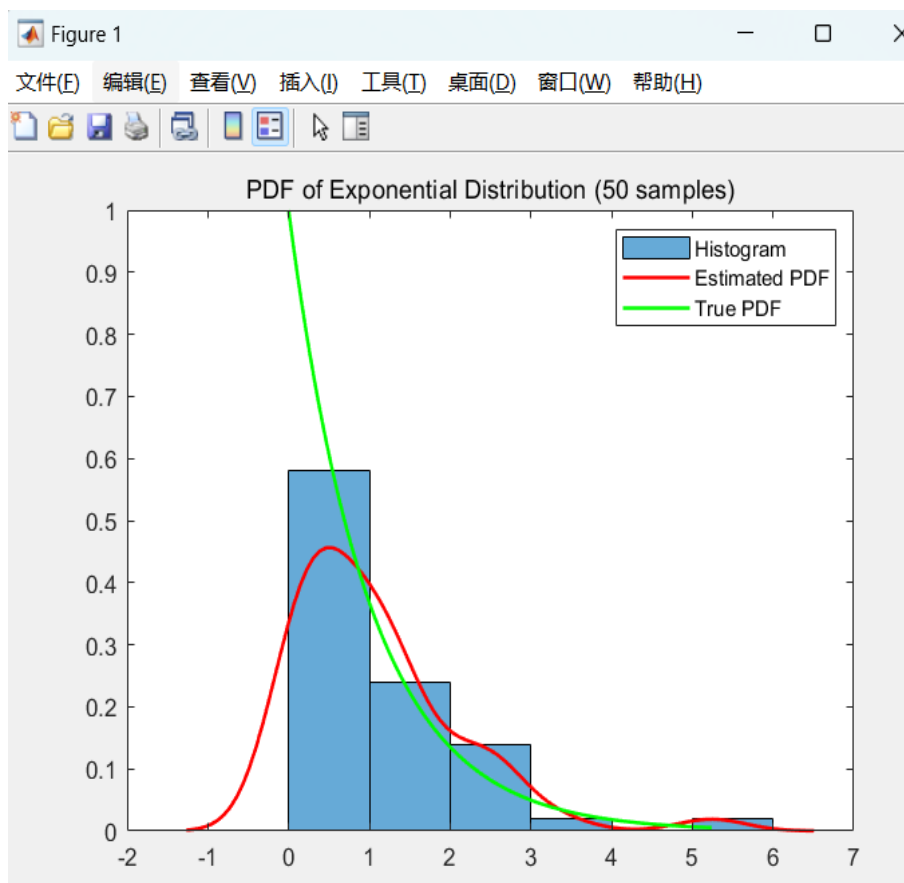 Figure 1
文件(F) 编辑(E) 查看(V) 插入(I) 工具(T) 桌面(D) 窗口(W) 帮助(H)
PDF of Exponential Distribution (50 samples)
Histogram
Estimated PDF
True PDF
1
0.9
0.8
0.7
0.6
0.5
0.4
0.3
0.2
0.1
0
-2 -1 0 1 2 3 4 5 6 7